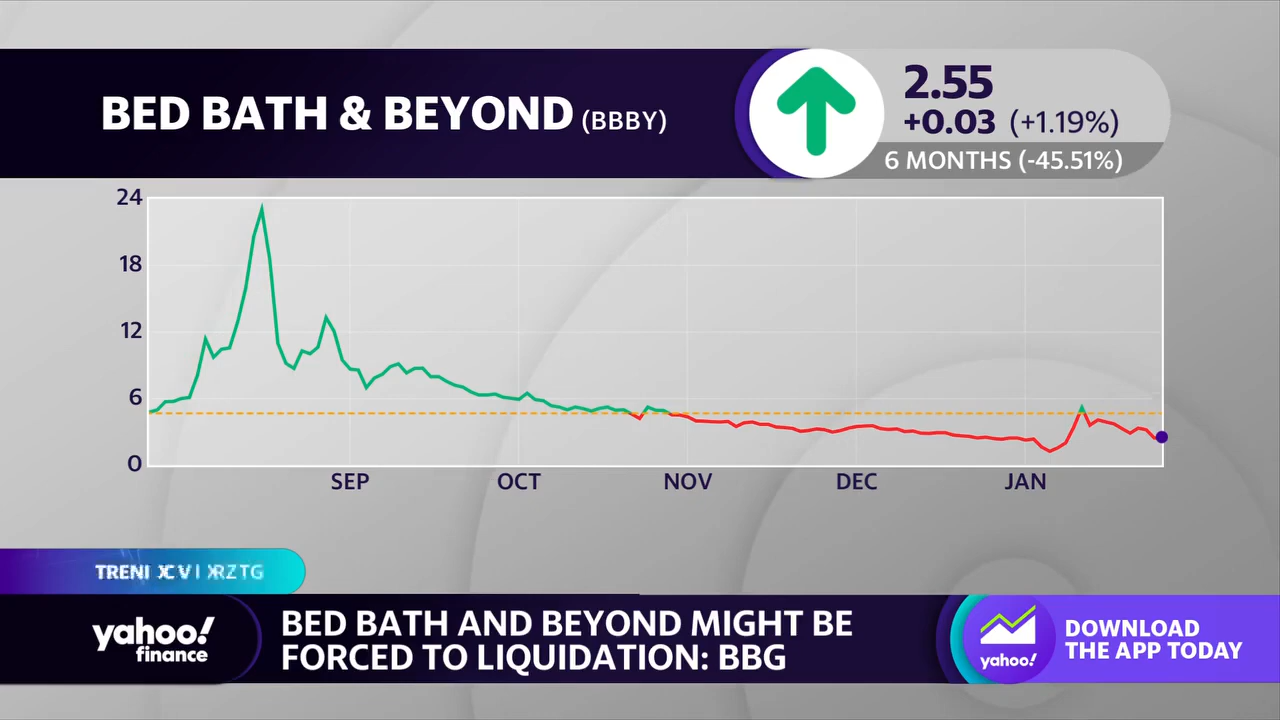 BED BATH & BEYOND (BBBY)
2.55
+0.03 (+1.19%)
6 MONTHS (-45.51%)
24
18
12
6
0
SEP OCT NOV DEC JAN
yahoo!
finance
BED BATH AND BEYOND MIGHT BE
FORCED TO LIQUIDATION: BBG
yahoo!
DOWNLOAD
THE APP TODAY